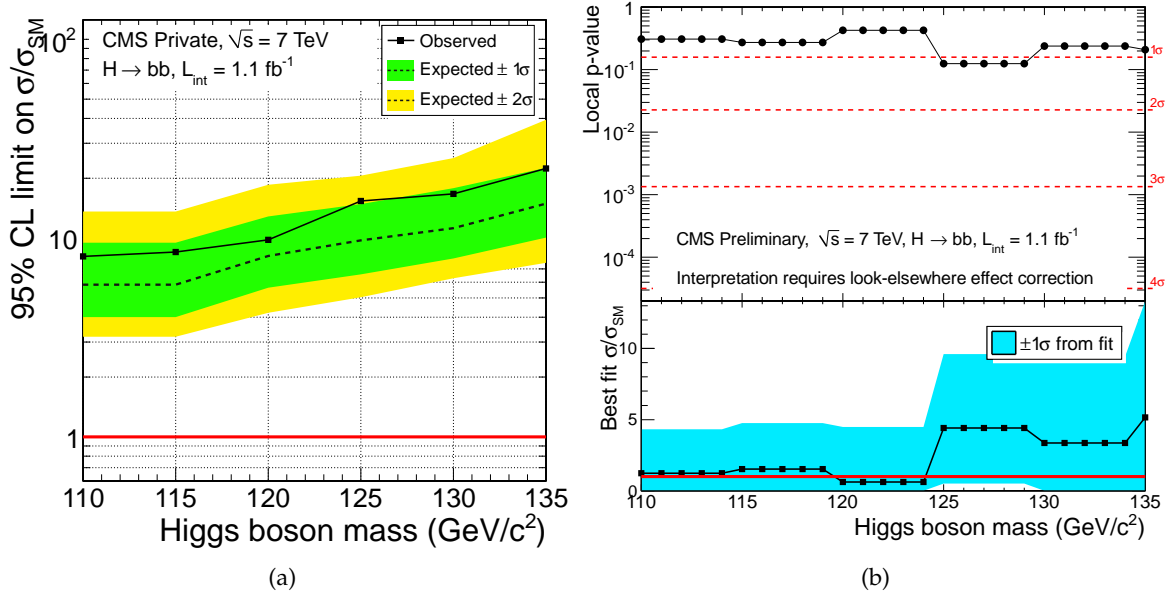 95% CL limit on σ/σ_SM
10²
10
1
CMS Private, √s = 7 TeV
H → bb, L_int = 1.1 fb⁻¹
Observed
Expected ± 1σ
Expected ± 2σ
110 115 120 125 130 135
Higgs boson mass (GeV/c²)
(a)
Local p-value
1
10⁻¹
10⁻²
10⁻³
10⁻⁴
1σ
2σ
3σ
4σ
CMS Preliminary, √s = 7 TeV, H → bb, L_int = 1.1 fb⁻¹
Interpretation requires look-elsewhere effect correction
Best fit σ/σ_SM
10
5
0
±1σ from fit
110 115 120 125 130 135
Higgs boson mass (GeV/c²)
(b)